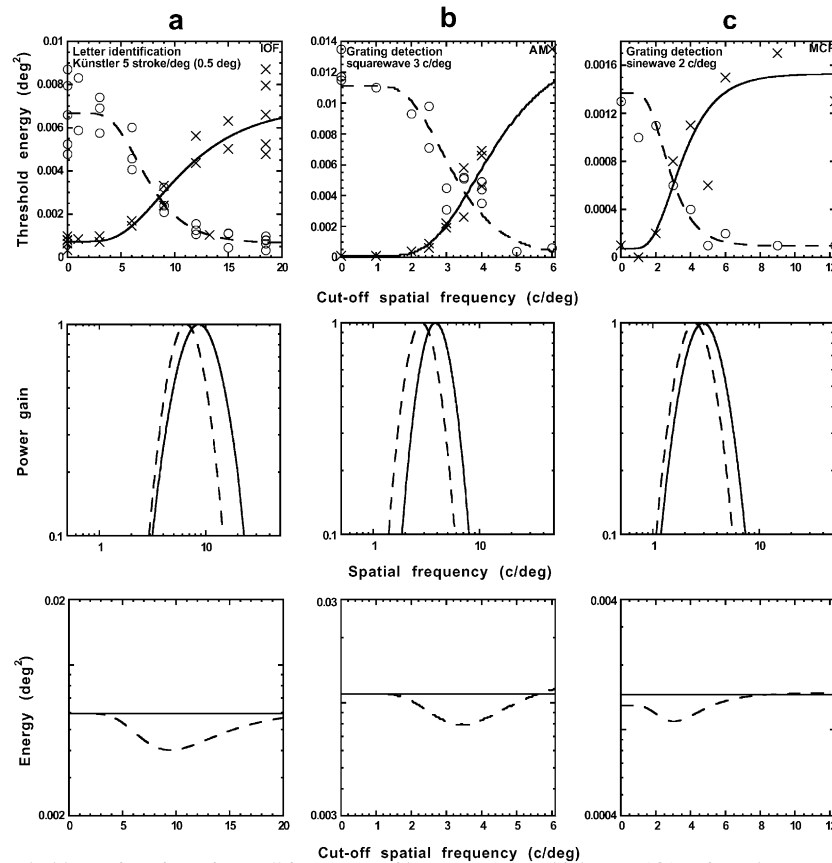 a b c
Letter identification IOF
Künstler 5 stroke/deg (0.5 deg)
Grating detection AM
squarewave 3 c/deg
Grating detection MCP
sinewave 2 c/deg
Threshold energy (deg²)
0.01
0.008
0.006
0.004
0.002
0
0 5 10 15 20
0.014
0.012
0.01
0.008
0.006
0.004
0.002
0
0 1 2 3 4 5 6
0.0016
0.0012
0.0008
0.0004
0
0 2 4 6 8 10 12
Cut-off spatial frequency (c/deg)
Power gain
1
0.1
1 10
1
0.1
1 10
1
0.1
1 10
Spatial frequency (c/deg)
Energy (deg²)
0.02
0.002
0 5 10 15 20
0.03
0.003
0 1 2 3 4 5 6
0.004
0.0004
0 2 4 6 8 10 12
Cut-off spatial frequency (c/deg)